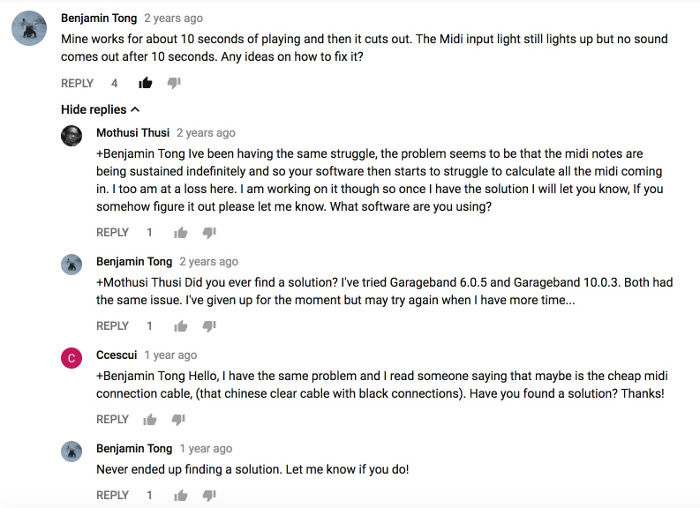 Benjamin Tong 2 years ago
Mine works for about 10 seconds of playing and then it cuts out. The Midi input light still lights up but no sound
comes out after 10 seconds. Any ideas on how to fix it?
REPLY 4
Hide replies
Mothusi Thusi 2 years ago
+Benjamin Tong Ive been having the same struggle, the problem seems to be that the midi notes are
being sustained indefinitely and so your software then starts to struggle to calculate all the midi coming
in. I too am at a loss here. I am working on it though so once I have the solution I will let you know, If you
somehow figure it out please let me know. What software are you using?
REPLY 1
Benjamin Tong 2 years ago
+Mothusi Thusi Did you ever find a solution? I've tried Garageband 6.0.5 and Garageband 10.0.3. Both had
the same issue. I've given up for the moment but may try again when I have more time...
REPLY 1
C
Ccescui 1 year ago
+Benjamin Tong Hello, I have the same problem and I read someone saying that maybe is the cheap midi
connection cable, (that chinese clear cable with black connections). Have you found a solution? Thanks!
REPLY
Benjamin Tong 1 year ago
Never ended up finding a solution. Let me know if you do!
REPLY 1